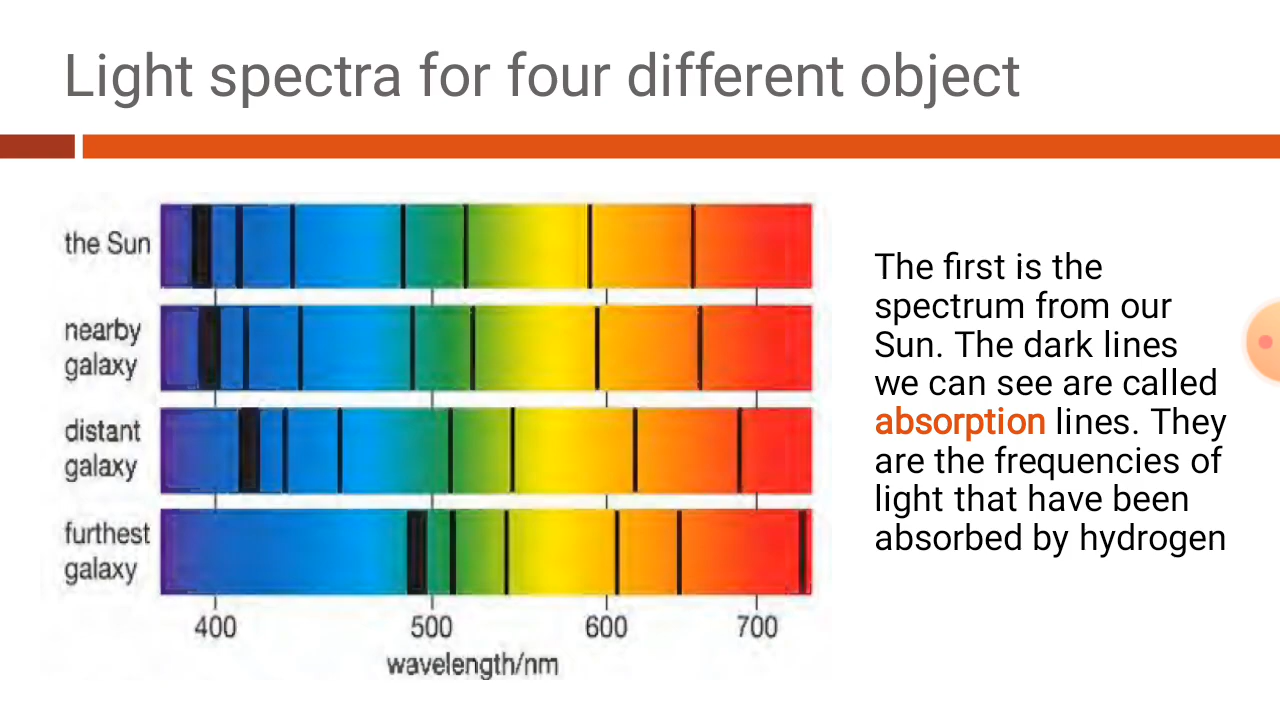 Light spectra for four different object
the Sun
nearby
galaxy
distant
galaxy
furthest
galaxy
400 500 600 700
wavelength/nm
The first is the
spectrum from our
Sun. The dark lines
we can see are called
absorption lines. They
are the frequencies of
light that have been
absorbed by hydrogen